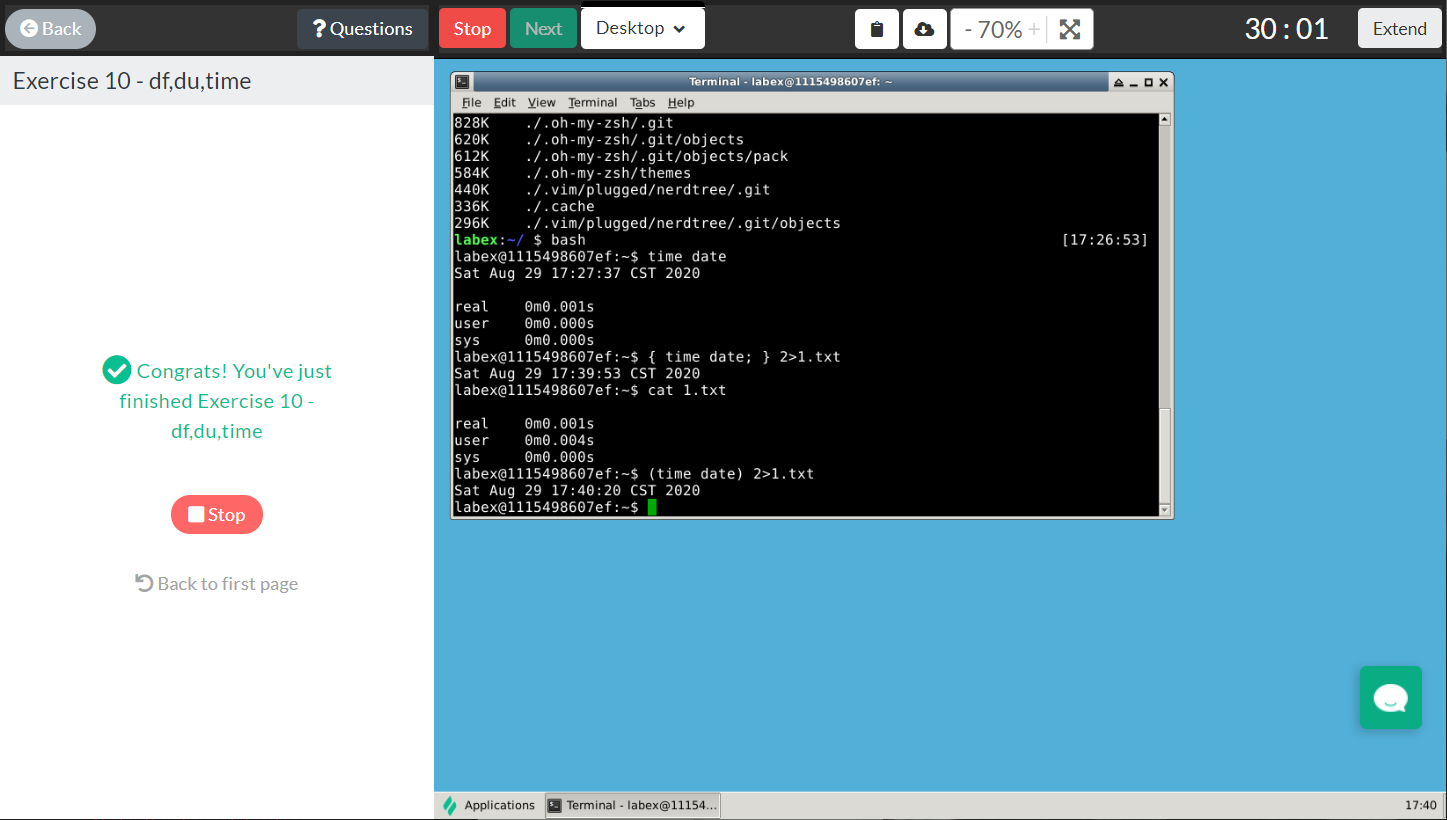 Back
? Questions
Stop
Next
Desktop
- 70% +
30 : 01
Extend
Exercise 10 - df,du,time
Congrats! You've just
finished Exercise 10 -
df,du,time
Stop
Back to first page
Terminal - labex@1115498607ef: ~
File Edit View Terminal Tabs Help
828K ./.oh-my-zsh/.git
620K ./.oh-my-zsh/.git/objects
612K ./.oh-my-zsh/.git/objects/pack
584K ./.oh-my-zsh/themes
440K ./.vim/plugged/nerdtree/.git
336K ./.cache
296K ./.vim/plugged/nerdtree/.git/objects
labex:~/ $ bash [17:26:53]
labex@1115498607ef:~$ time date
Sat Aug 29 17:27:37 CST 2020
real 0m0.001s
user 0m0.000s
sys 0m0.000s
labex@1115498607ef:~$ { time date; } 2>1.txt
Sat Aug 29 17:39:53 CST 2020
labex@1115498607ef:~$ cat 1.txt
real 0m0.001s
user 0m0.004s
sys 0m0.000s
labex@1115498607ef:~$ (time date) 2>1.txt
Sat Aug 29 17:40:20 CST 2020
labex@1115498607ef:~$
Applications
Terminal - labex@11154...
17:40